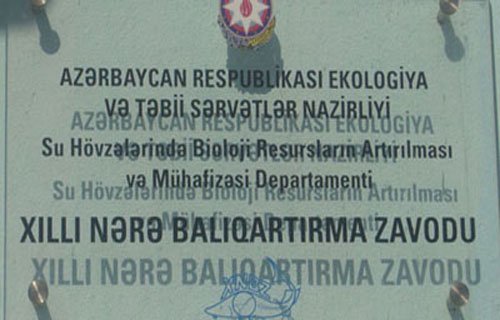 AZƏRBAYCAN RESPUBLİKASI EKOLOGİYA
VƏ TƏBİİ SƏRVƏTLƏR NAZİRLİYİ
Su Hövzələrində Bioloji Resursların Artırılması
və Mühafizəsi Departamenti
XILLI NƏRƏ BALIQARTIRMA ZAVODU